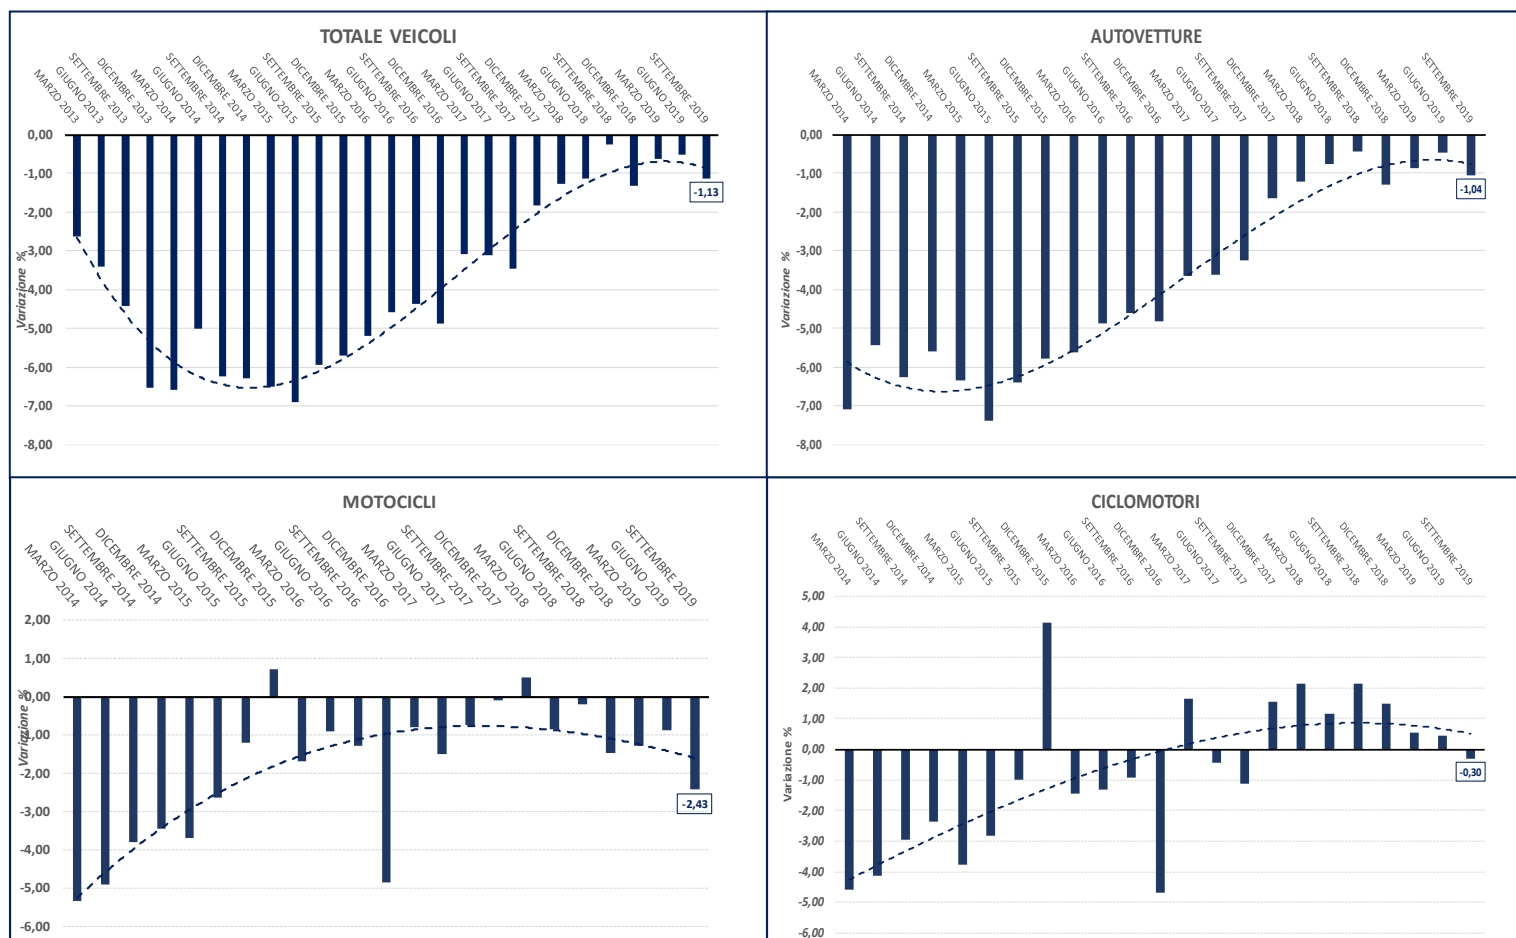 TOTALE VEICOLI
MARZO 2013
GIUGNO 2013
SETTEMBRE 2013
DICEMBRE 2013
MARZO 2014
GIUGNO 2014
SETTEMBRE 2014
DICEMBRE 2014
MARZO 2015
GIUGNO 2015
SETTEMBRE 2015
DICEMBRE 2015
MARZO 2016
GIUGNO 2016
SETTEMBRE 2016
DICEMBRE 2016
MARZO 2017
GIUGNO 2017
SETTEMBRE 2017
DICEMBRE 2017
MARZO 2018
GIUGNO 2018
SETTEMBRE 2018
DICEMBRE 2018
MARZO 2019
GIUGNO 2019
SETTEMBRE 2019
0,00
-1,00
-2,00
-3,00
-4,00
-5,00
-6,00
-7,00
-8,00
Variazione %
-1,13
AUTOVETTURE
MARZO 2014
GIUGNO 2014
SETTEMBRE 2014
DICEMBRE 2014
MARZO 2015
GIUGNO 2015
SETTEMBRE 2015
DICEMBRE 2015
MARZO 2016
GIUGNO 2016
SETTEMBRE 2016
DICEMBRE 2016
MARZO 2017
GIUGNO 2017
SETTEMBRE 2017
DICEMBRE 2017
MARZO 2018
GIUGNO 2018
SETTEMBRE 2018
DICEMBRE 2018
MARZO 2019
GIUGNO 2019
SETTEMBRE 2019
0,00
-1,00
-2,00
-3,00
-4,00
-5,00
-6,00
-7,00
-8,00
Variazione %
-1,04
MOTOCICLI
MARZO 2014
GIUGNO 2014
SETTEMBRE 2014
DICEMBRE 2014
MARZO 2015
GIUGNO 2015
SETTEMBRE 2015
DICEMBRE 2015
MARZO 2016
GIUGNO 2016
SETTEMBRE 2016
DICEMBRE 2016
MARZO 2017
GIUGNO 2017
SETTEMBRE 2017
DICEMBRE 2017
MARZO 2018
GIUGNO 2018
SETTEMBRE 2018
DICEMBRE 2018
MARZO 2019
GIUGNO 2019
SETTEMBRE 2019
2,00
1,00
0,00
-1,00
-2,00
-3,00
-4,00
-5,00
-6,00
Variazione %
-2,43
CICLOMOTORI
MARZO 2014
GIUGNO 2014
SETTEMBRE 2014
DICEMBRE 2014
MARZO 2015
GIUGNO 2015
SETTEMBRE 2015
DICEMBRE 2015
MARZO 2016
GIUGNO 2016
SETTEMBRE 2016
DICEMBRE 2016
MARZO 2017
GIUGNO 2017
SETTEMBRE 2017
DICEMBRE 2017
MARZO 2018
GIUGNO 2018
SETTEMBRE 2018
DICEMBRE 2018
MARZO 2019
GIUGNO 2019
SETTEMBRE 2019
5,00
4,00
3,00
2,00
1,00
0,00
-1,00
-2,00
-3,00
-4,00
-5,00
-6,00
Variazione %
-0,30